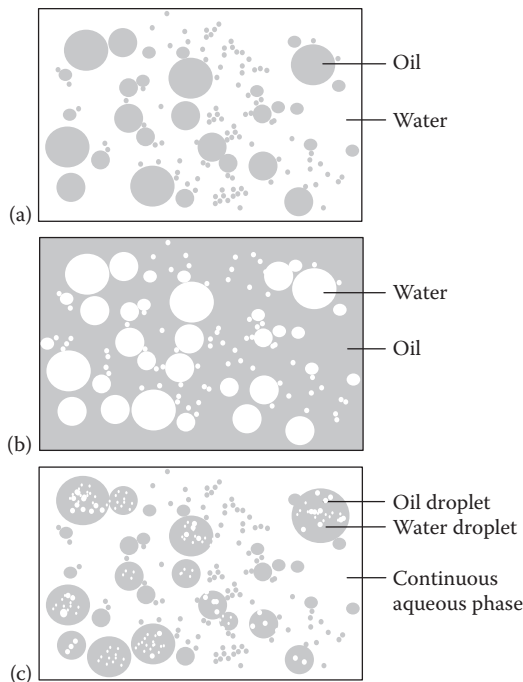 Oil
Water
(a)
Water
Oil
(b)
Oil droplet
Water droplet
Continuous
aqueous phase
(c)